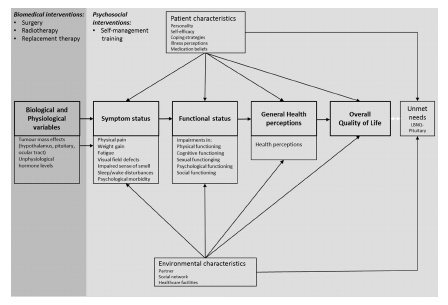 Biomedical interventions:
• Surgery
• Radiotherapy
• Replacement therapy
Psychosocial
interventions:
• Self-management
training
Patient characteristics
Personality
Self-efficacy
Coping strategies
Illness perceptions
Medication beliefs
Biological and
Physiological
variables
Tumour mass effects
(hypothalamus, pituitary,
ocular tract)
Unphysiological
hormone levels
Symptom status
Physical pain
Weight gain
Fatigue
Visual field defects
Impaired sense of smell
Sleep/wake disturbances
Psychological morbidity
Functional status
Impairments in:
Physical functioning
Cognitive functioning
Sexual functionging
Psychological functioning
Social functioning
General Health
perceptions
Health perceptions
Overall
Quality of Life
Unmet
needs
LBNQ-
Pituitary
Environmental characteristics
Partner
Social network
Healthcare facilities